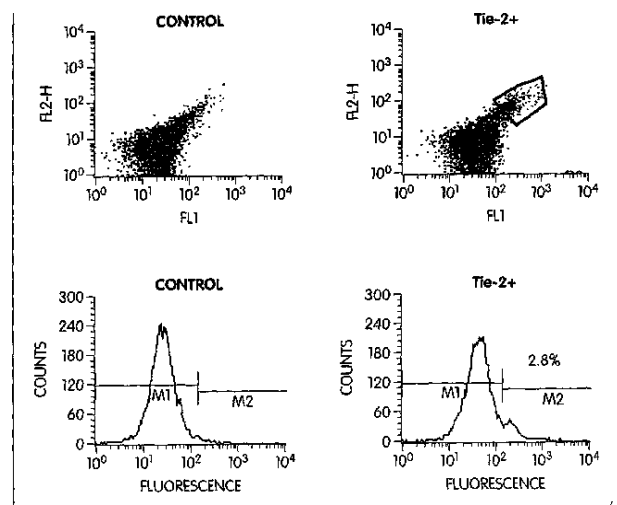 CONTROL
10⁴
10³
10²
10¹
10⁰
FL2-H
10⁰ 10¹ 10² 10³ 10⁴
FL1
Tie-2+
10⁴
10³
10²
10¹
10⁰
FL2-H
10⁰ 10¹ 10² 10³ 10⁴
FL1
CONTROL
300
240
180
120
60
0
COUNTS
M1
M2
10⁰ 10¹ 10² 10³ 10⁴
FLUORESCENCE
Tie-2+
300
240
180
120
60
0
COUNTS
2.8%
M1
M2
10⁰ 10¹ 10² 10³ 10⁴
FLUORESCENCE